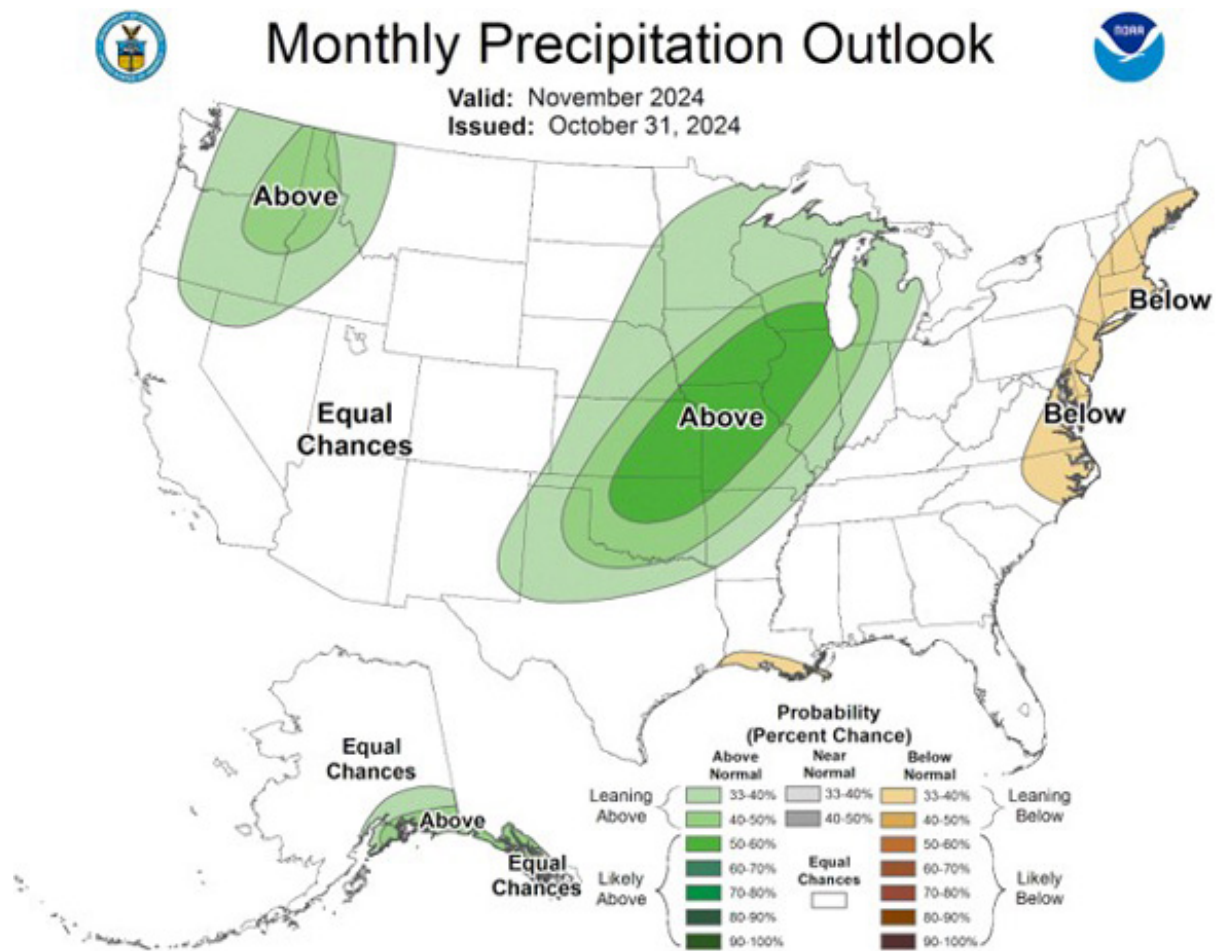 Monthly Precipitation Outlook
NOAA
Valid: November 2024
Issued: October 31, 2024
Above
Below
Equal
Chances
Above
Below
Equal
Chances
Above
Equal
Chances
Probability
(Percent Chance)
Above
Normal
Near
Normal
Below
Normal
Leaning
Above
33-40%
33-40%
33-40%
Leaning
Below
40-50%
40-50%
40-50%
Likely
Above
50-60%
50-60%
Likely
Below
60-70%
Equal
Chances
60-70%
70-80%
70-80%
80-90%
80-90%
90-100%
90-100%